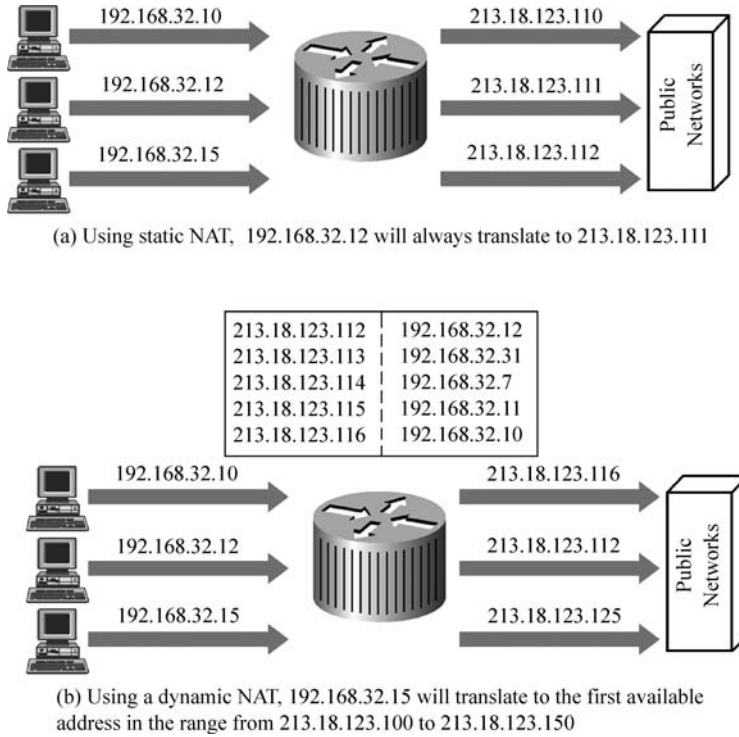 192.168.32.10 213.18.123.110
192.168.32.12 213.18.123.111
192.168.32.15 213.18.123.112
Public
Networks
(a) Using static NAT, 192.168.32.12 will always translate to 213.18.123.111
213.18.123.112 192.168.32.12
213.18.123.113 192.168.32.31
213.18.123.114 192.168.32.7
213.18.123.115 192.168.32.11
213.18.123.116 192.168.32.10
192.168.32.10 213.18.123.116
192.168.32.12 213.18.123.112
192.168.32.15 213.18.123.125
Public
Networks
(b) Using a dynamic NAT, 192.168.32.15 will translate to the first available
address in the range from 213.18.123.100 to 213.18.123.150